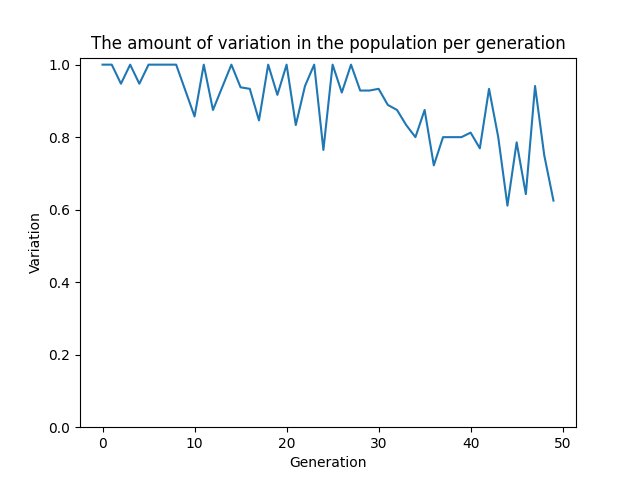 The amount of variation in the population per generation
1.0
0.8
0.6
0.4
0.2
0.0
Variation
0 10 20 30 40 50
Generation